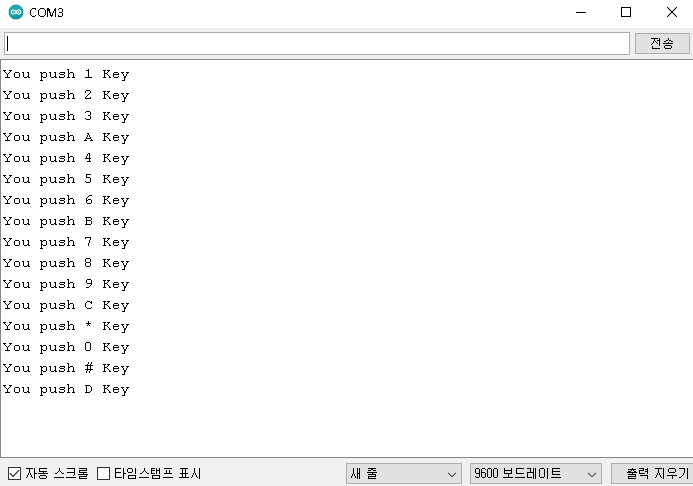 COM3
전송
You push 1 Key
You push 2 Key
You push 3 Key
You push A Key
You push 4 Key
You push 5 Key
You push 6 Key
You push B Key
You push 7 Key
You push 8 Key
You push 9 Key
You push C Key
You push * Key
You push 0 Key
You push # Key
You push D Key
자동 스크롤 타임스탬프 표시 새 줄 9600 보드레이트 출력 지우기